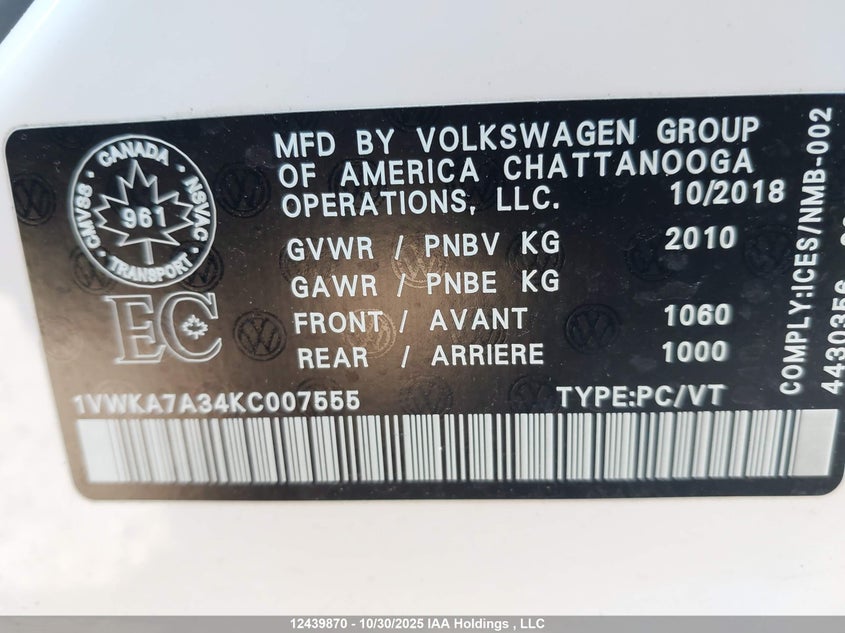 MFD BY VOLKSWAGEN GROUP
OF AMERICA CHATTANOOGA
OPERATIONS, LLC. 10/2018
GVWR / PNBV KG 2010
GAWR / PNBE KG
FRONT / AVANT 1060
REAR / ARRIERE 1000
CANADA
CMVSS
NSVAC
961
TRANSPORT
EC
1VWKA7A34KC007555 TYPE:PC/VT
COMPLY:ICES/NMB-002
4430356
12439870 - 10/30/2025 IAA Holdings , LLC